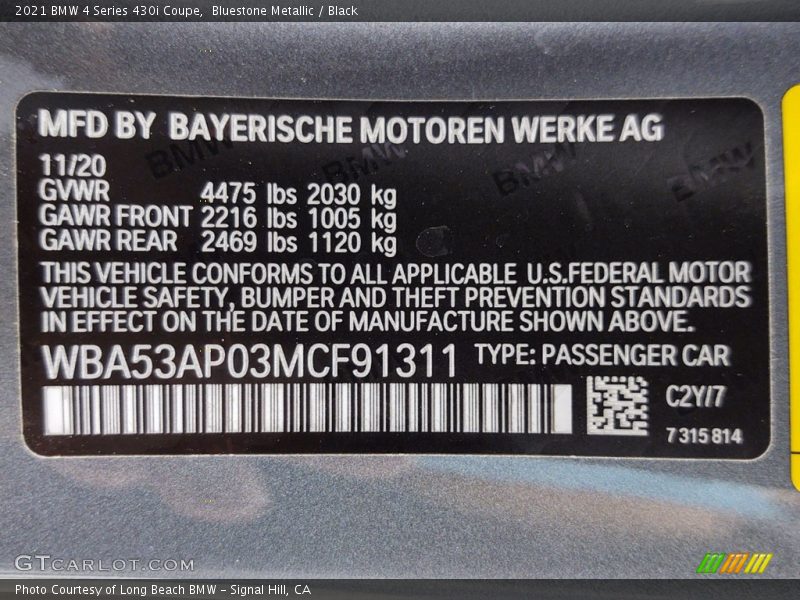 2021 BMW 4 Series 430i Coupe, Bluestone Metallic / Black
MFD BY BAYERISCHE MOTOREN WERKE AG
11/20
GVWR 4475 lbs 2030 kg
GAWR FRONT 2216 lbs 1005 kg
GAWR REAR 2469 lbs 1120 kg
THIS VEHICLE CONFORMS TO ALL APPLICABLE U.S.FEDERAL MOTOR
VEHICLE SAFETY, BUMPER AND THEFT PREVENTION STANDARDS
IN EFFECT ON THE DATE OF MANUFACTURE SHOWN ABOVE.
WBA53AP03MCF91311 TYPE: PASSENGER CAR
C2Y/7
7 315 814
BMW BMW BMW BMW
GTCARLOT.COM
Photo Courtesy of Long Beach BMW – Signal Hill, CA